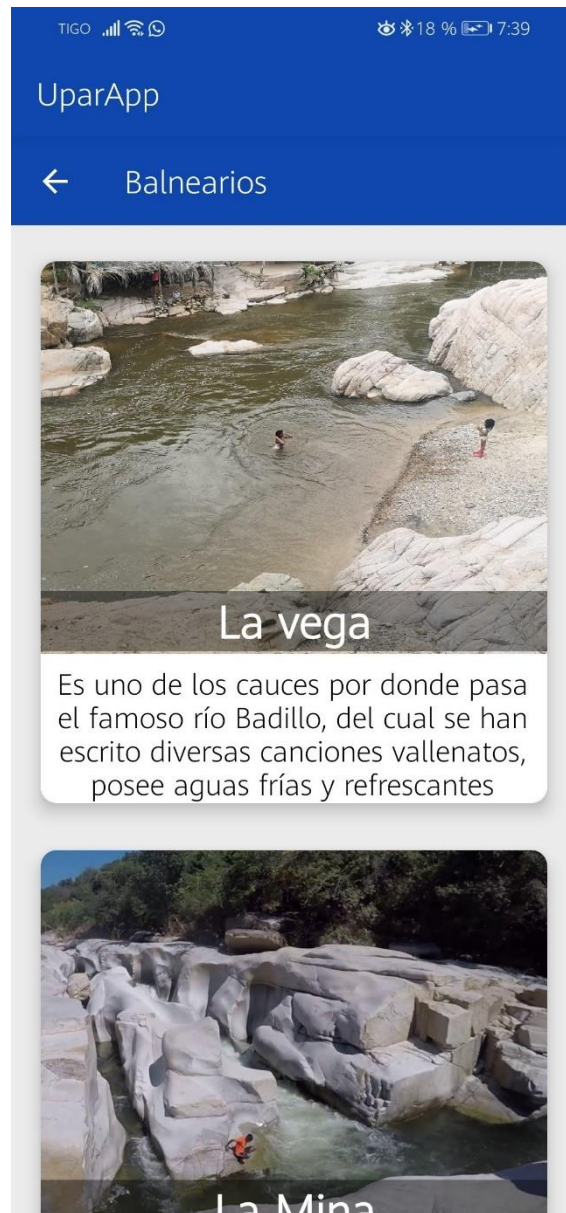 TIGO 18 % 7:39
UparApp
Balnearios
La vega
Es uno de los cauces por donde pasa
el famoso río Badillo, del cual se han
escrito diversas canciones vallenatos,
posee aguas frías y refrescantes
La Mina